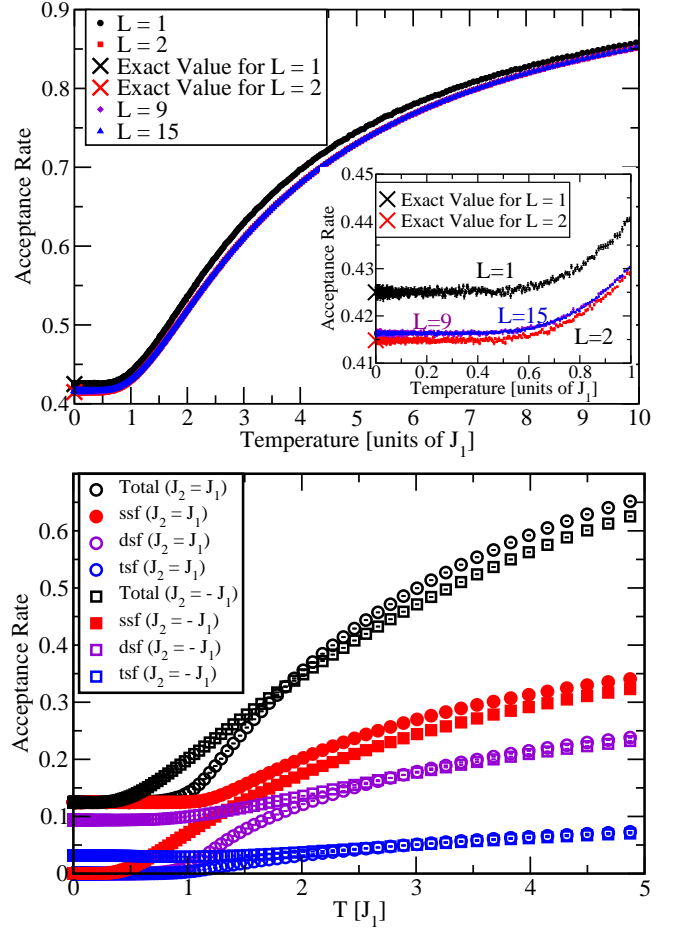 0.9
0.8
0.7
0.6
0.5
0.4
Acceptance Rate
L = 1
L = 2
Exact Value for L = 1
Exact Value for L = 2
L = 9
L = 15
0.45
0.44
0.43
0.42
0.41
Acceptance Rate
Exact Value for L = 1
Exact Value for L = 2
L=1
L=9
L=15
L=2
0 0.2 0.4 0.6 0.8 1
Temperature [units of J1]
0 1 2 3 4 5 6 7 8 9 10
Temperature [units of J1]
Total (J2 = J1)
ssf (J2 = J1)
dsf (J2 = J1)
tsf (J2 = J1)
Total (J2 = - J1)
ssf (J2 = - J1)
dsf (J2 = - J1)
tsf (J2 = - J1)
0.6
0.5
0.4
0.3
0.2
0.1
0
Acceptance Rate
0 1 2 3 4 5
T [J1]